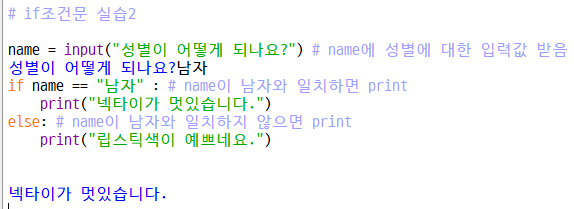 # if조건문 실습2
name = input("성별이 어떻게 되나요?") # name에 성별에 대한 입력값 받음
성별이 어떻게 되나요?남자
if name == "남자" : # name이 남자와 일치하면 print
    print("넥타이가 멋있습니다.")
else: # name이 남자와 일치하지 않으면 print
    print("립스틱색이 예쁘네요.")
넥타이가 멋있습니다.